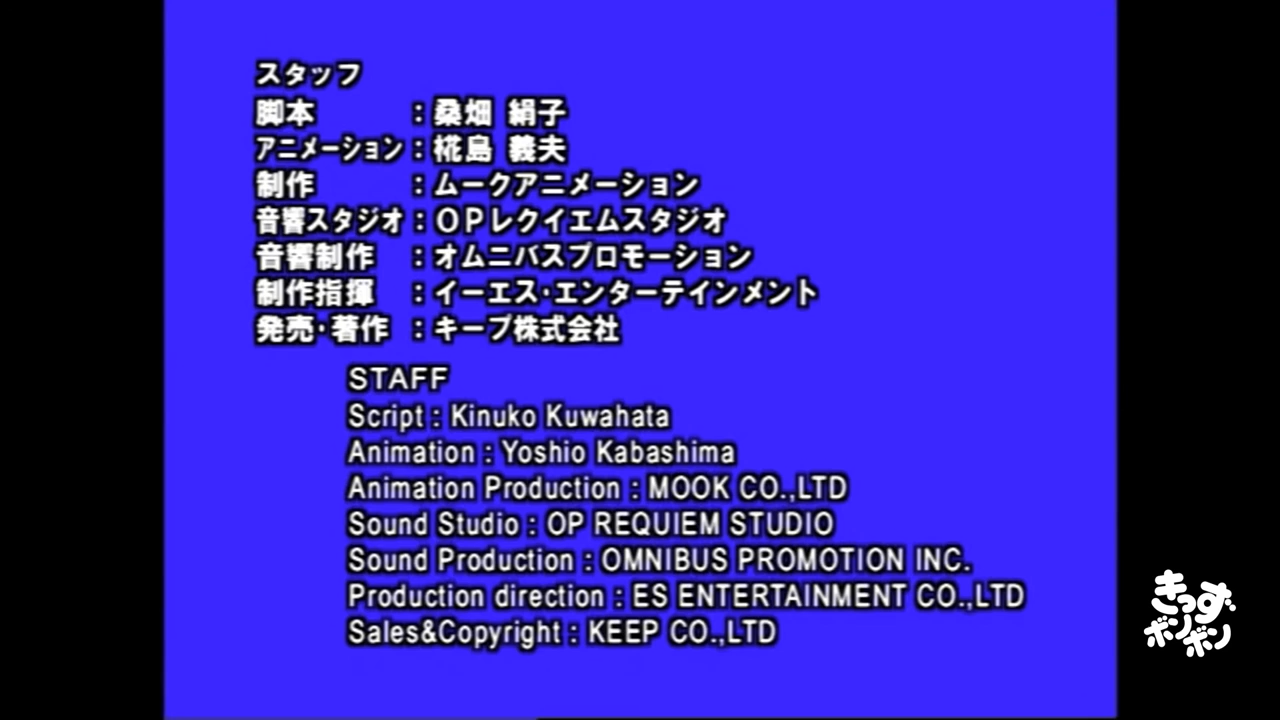 スタッフ
脚本 : 桑畑 絹子
アニメーション : 椛島 義夫
制作 : ムークアニメーション
音響スタジオ : OPレクイエムスタジオ
音響制作 : オムニバスプロモーション
制作指揮 : イーエス・エンターテインメント
発売・著作 : キープ株式会社
STAFF
Script : Kinuko Kuwahata
Animation : Yoshio Kabashima
Animation Production : MOOK CO.,LTD
Sound Studio : OP REQUIEM STUDIO
Sound Production : OMNIBUS PROMOTION INC.
Production direction : ES ENTERTAINMENT CO.,LTD
Sales&Copyright : KEEP CO.,LTD
きっず
ボンボン